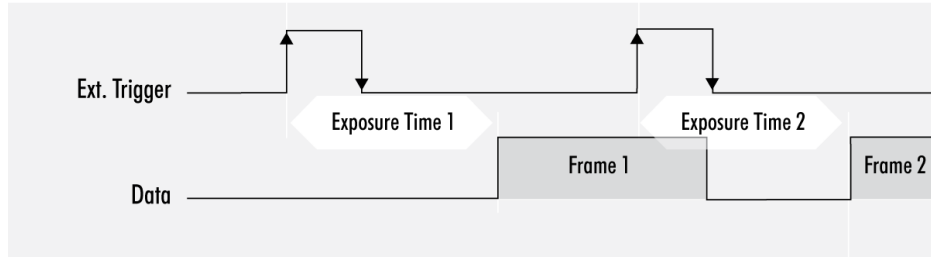 Ext. Trigger
Exposure Time 1
Exposure Time 2
Frame 1
Frame 2
Data